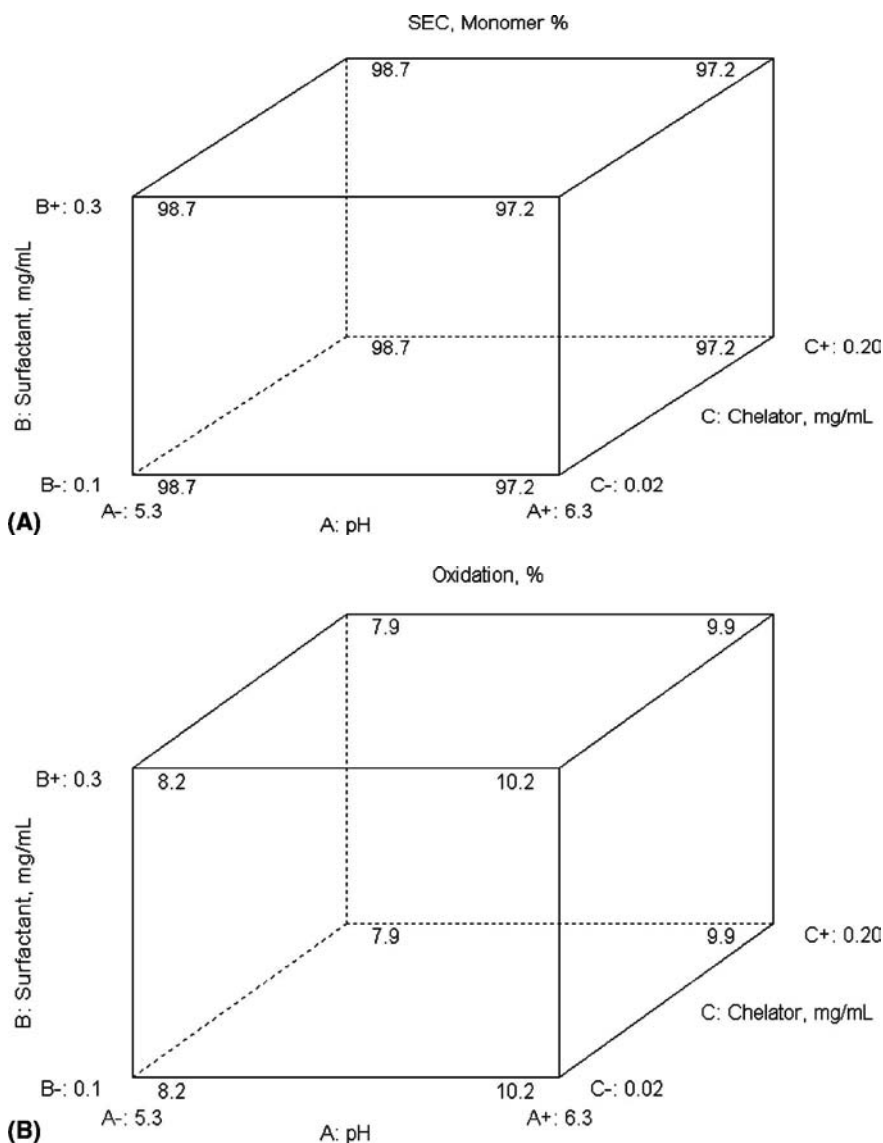 SEC, Monomer %
98.7 97.2
B+: 0.3 98.7 97.2
B: Surfactant, mg/mL
98.7 97.2 C+: 0.20
C: Chelator, mg/mL
B-: 0.1 98.7 97.2 C-: 0.02
A-: 5.3 A+: 6.3
(A) A: pH
Oxidation, %
7.9 9.9
B+: 0.3 8.2 10.2
B: Surfactant, mg/mL
7.9 9.9 C+: 0.20
C: Chelator, mg/mL
B-: 0.1 8.2 10.2 C-: 0.02
A-: 5.3 A+: 6.3
(B) A: pH